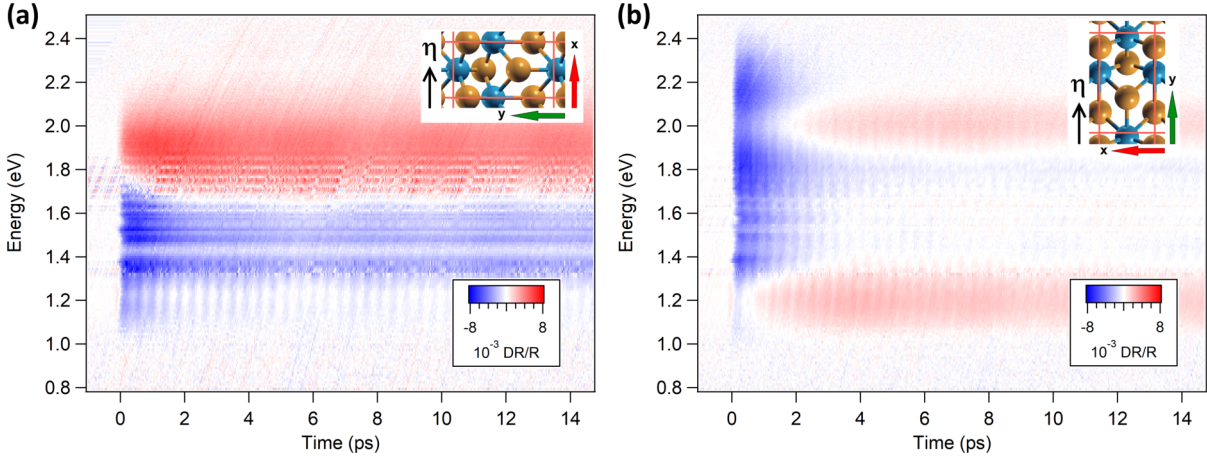 (a)
2.4
2.2
2.0
1.8
1.6
1.4
1.2
1.0
0.8
Energy (eV)
0 2 4 6 8 10 12 14
Time (ps)
η
x
y
-8 8
10⁻³ DR/R
(b)
2.4
2.2
2.0
1.8
1.6
1.4
1.2
1.0
0.8
Energy (eV)
0 2 4 6 8 10 12 14
Time (ps)
η
y
x
-8 8
10⁻³ DR/R